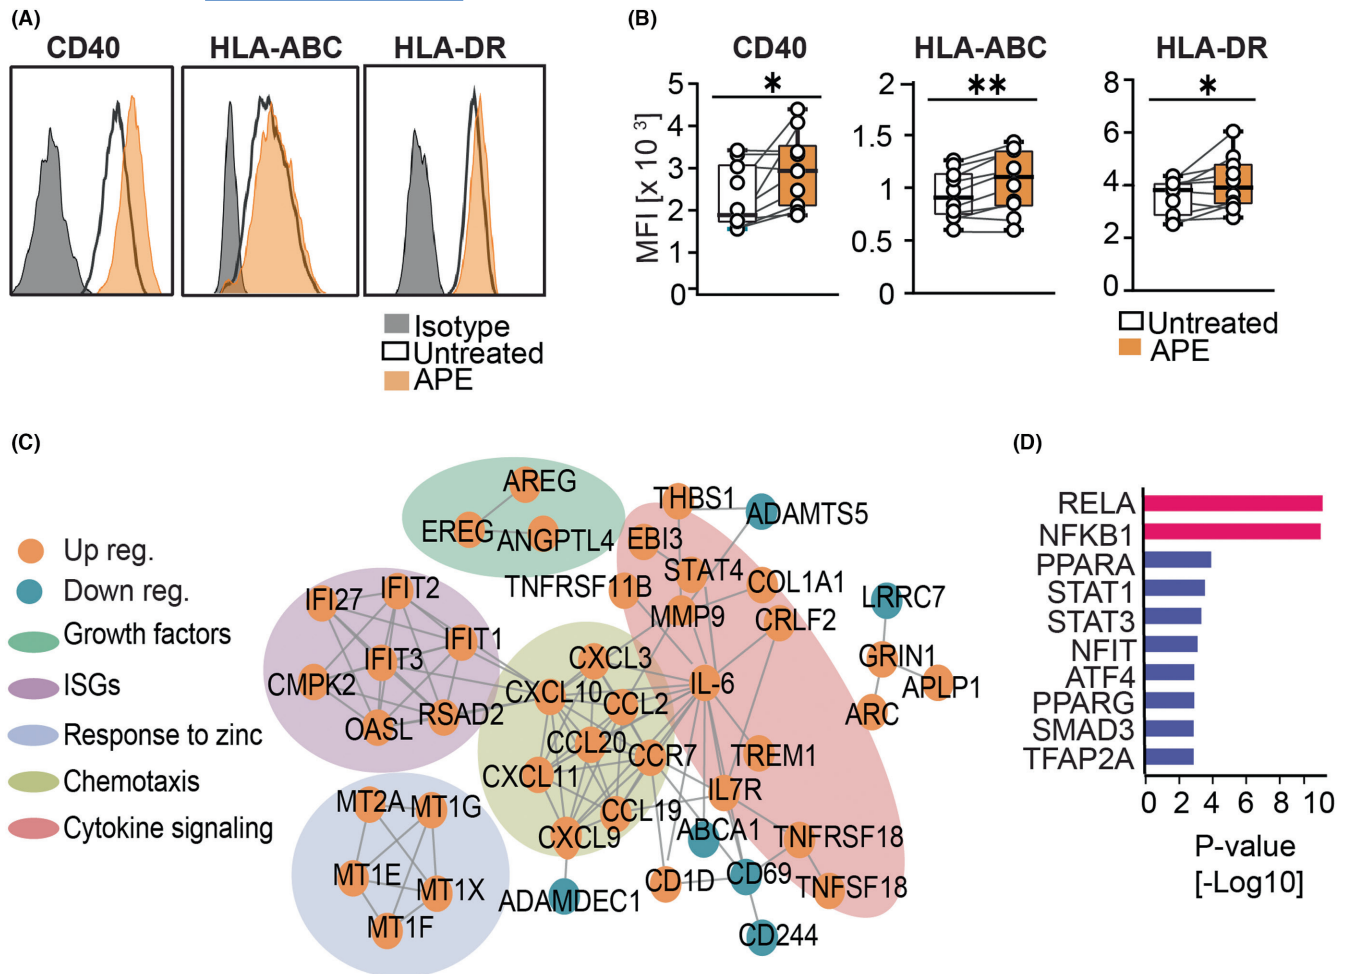 (A)
CD40
HLA-ABC
HLA-DR
Isotype
Untreated
APE
(B)
CD40
HLA-ABC
HLA-DR
MFI [x 10 3]
5
4
3
2
1
0
*
2
1.5
1
0.5
0
**
8
6
4
2
0
*
Untreated
APE
(C)
Up reg.
Down reg.
Growth factors
ISGs
Response to zinc
Chemotaxis
Cytokine signaling
AREG
EREG
ANGPTL4
THBS1
ADAMTS5
EBI3
STAT4
TNFRSF11B
COL1A1
MMP9
CRLF2
LRRC7
GRIN1
APLP1
ARC
IFI27
IFIT2
IFIT1
IFIT3
CMPK2
OASL
RSAD2
CXCL3
CXCL10
CCL2
IL-6
CCL20
CCR7
TREM1
CXCL11
IL7R
CCL19
CXCL9
ABCA1
TNFRSF18
CD1D
CD69
TNFSF18
ADAMDEC1
CD244
MT2A
MT1G
MT1E
MT1X
MT1F
(D)
RELA
NFKB1
PPARA
STAT1
STAT3
NFIT
ATF4
PPARG
SMAD3
TFAP2A
0 2 4 6 8 10
P-value
[-Log10]